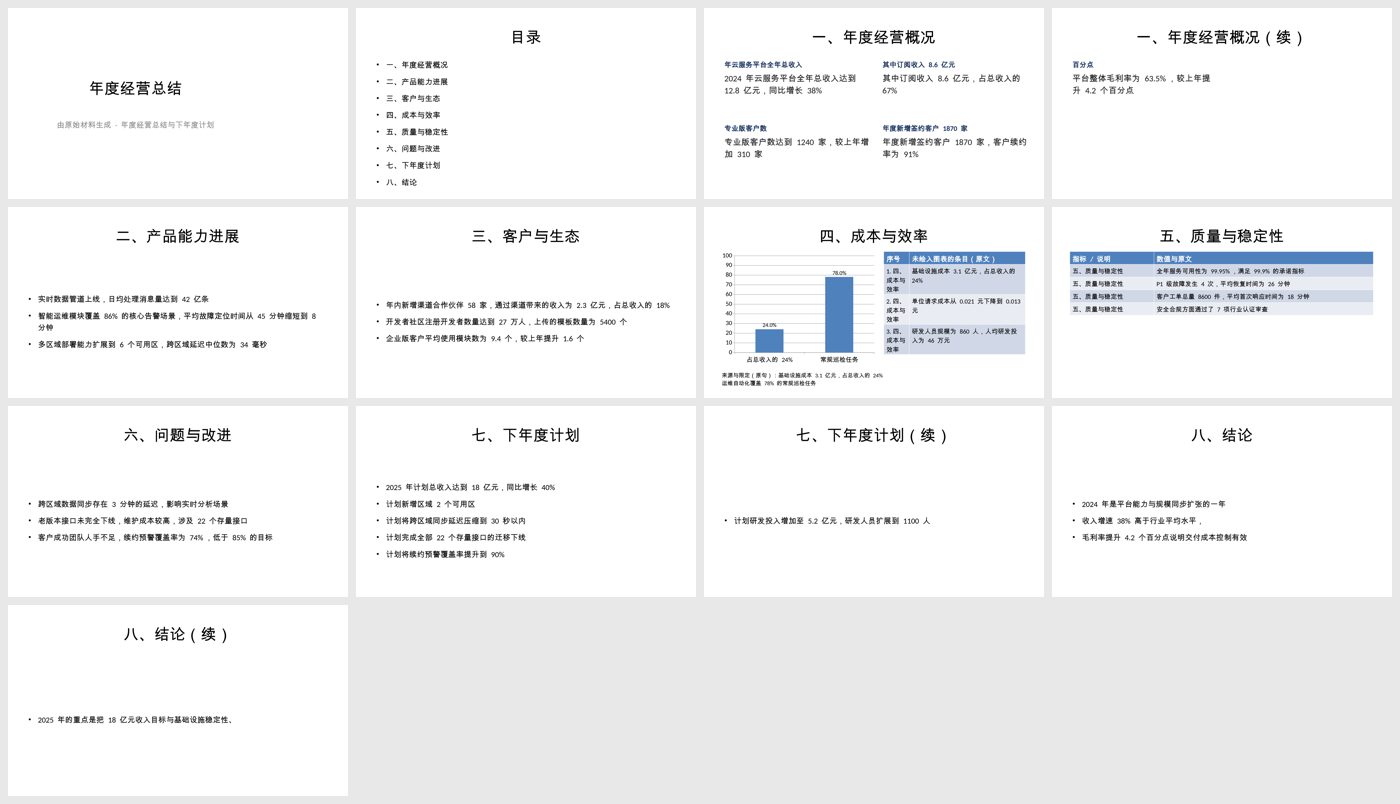 年度经营总结
由原始材料生成 · 年度经营总结与下年度计划
目录
• 一、年度经营概况
• 二、产品能力进展
• 三、客户与生态
• 四、成本与效率
• 五、质量与稳定性
• 六、问题与改进
• 七、下年度计划
• 八、结论
一、年度经营概况
年云服务平台全年总收入
2024 年云服务平台全年总收入达到
12.8 亿元，同比增长 38%
其中订阅收入 8.6 亿元
其中订阅收入 8.6 亿元，占总收入的
67%
专业版客户数
专业版客户数达到 1240 家，较上年增
加 310 家
年度新增签约客户 1870 家
年度新增签约客户 1870 家，客户续约
率为 91%
一、年度经营概况（续）
百分点
平台整体毛利率为 63.5%，较上年提
升 4.2 个百分点
二、产品能力进展
• 实时数据管道上线，日均处理消息量达到 42 亿条
• 智能运维模块覆盖 86% 的核心告警场景，平均故障定位时间从 45 分钟缩短到 8
分钟
• 多区域部署能力扩展到 6 个可用区，跨区域延迟中位数为 34 毫秒
三、客户与生态
• 年内新增渠道合作伙伴 58 家，通过渠道带来的收入为 2.3 亿元，占总收入的 18%
• 开发者社区注册开发者数量达到 27 万人，上传的模板数量为 5400 个
• 企业版客户平均使用模块数为 9.4 个，较上年提升 1.6 个
四、成本与效率
100
90
80
70
60
50
40
30
20
10
0
24.0%
78.0%
占总收入的 24%
常规巡检任务
序号
未绘入图表的条目（原文）
1. 四、
成本与
效率
基础设施成本 3.1 亿元，占总收入的
24%
2. 四、
成本与
效率
单位请求成本从 0.021 元下降到 0.013
元
3. 四、
成本与
效率
研发人员规模为 860 人，人均研发投
入为 46 万元
来源与限定（原句）：基础设施成本 3.1 亿元，占总收入的 24%
运维自动化覆盖 78% 的常规巡检任务
五、质量与稳定性
指标 / 说明
数值与原文
五、质量与稳定性
全年服务可用性为 99.95%，满足 99.9% 的承诺指标
五、质量与稳定性
P1 级故障发生 4 次，平均恢复时间为 26 分钟
五、质量与稳定性
客户工单总量 8600 件，平均首次响应时间为 18 分钟
五、质量与稳定性
安全合规方面通过了 7 项行业认证审查
六、问题与改进
• 跨区域数据同步存在 3 分钟的延迟，影响实时分析场景
• 老版本接口未完全下线，维护成本较高，涉及 22 个存量接口
• 客户成功团队人手不足，续约预警覆盖率为 74%，低于 85% 的目标
七、下年度计划
• 2025 年计划总收入达到 18 亿元，同比增长 40%
• 计划新增区域 2 个可用区
• 计划将跨区域同步延迟压缩到 30 秒以内
• 计划完成全部 22 个存量接口的迁移下线
• 计划将续约预警覆盖率提升到 90%
七、下年度计划（续）
• 计划研发投入增加至 5.2 亿元，研发人员扩展到 1100 人
八、结论
• 2024 年是平台能力与规模同步扩张的一年
• 收入增速 38% 高于行业平均水平，
• 毛利率提升 4.2 个百分点说明交付成本控制有效
八、结论（续）
• 2025 年的重点是把 18 亿元收入目标与基础设施稳定性、